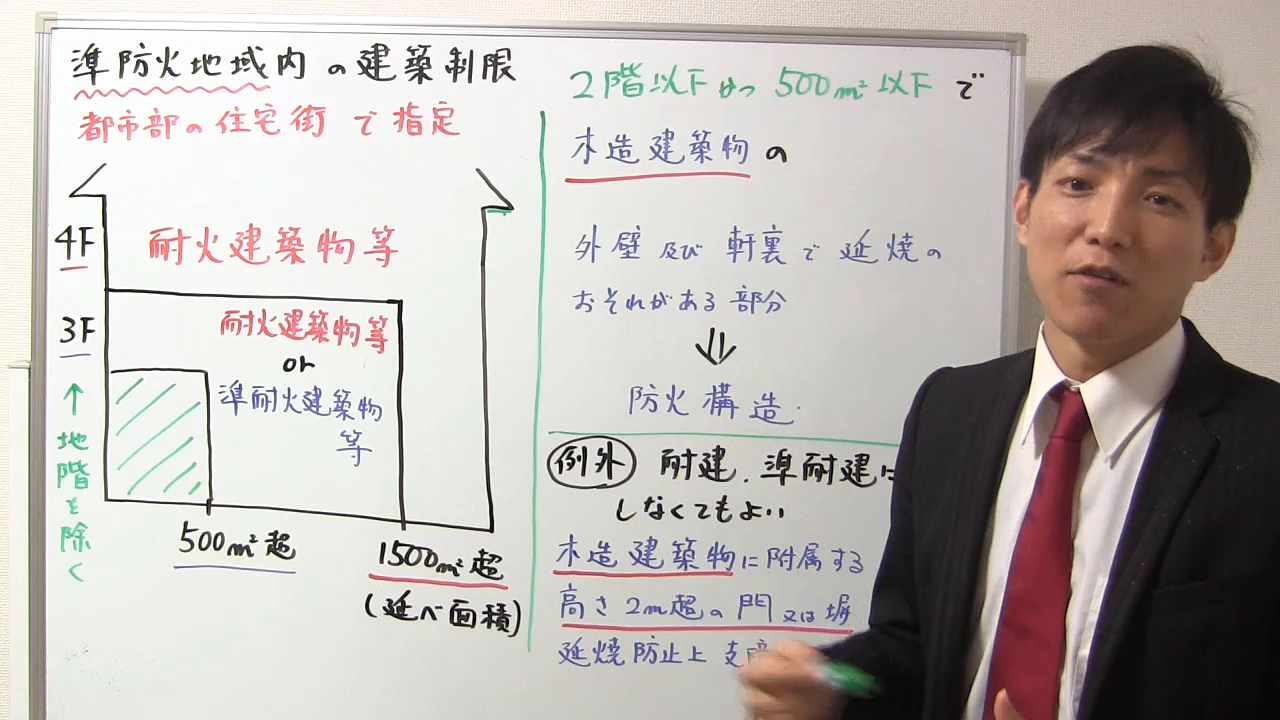 準防火地域内の建築制限
都市部の住宅街で指定
4F
耐火建築物等
3F
耐火建築物等
or
準耐火建築物
等
↑地階を除く
500m²超
1500m²超
(延べ面積)
2階以下かつ500m²以下で
木造建築物の
外壁及び軒裏で延焼の
おそれがある部分
⇓
防火構造
例外 耐建、準耐建に
しなくてもよい
木造建築物に附属する
高さ2m超の門又は塀
延焼防止上支